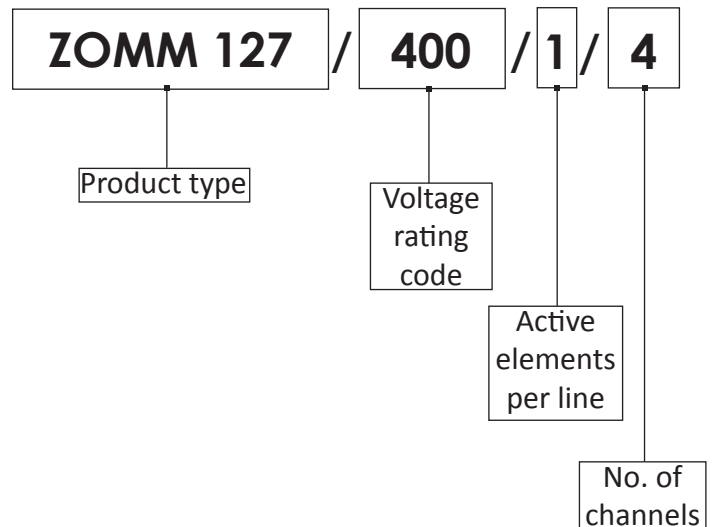 ZOMM 127 / 400 / 1 / 4
Product type
Voltage
rating
code
Active
elements
per line
No. of
channels